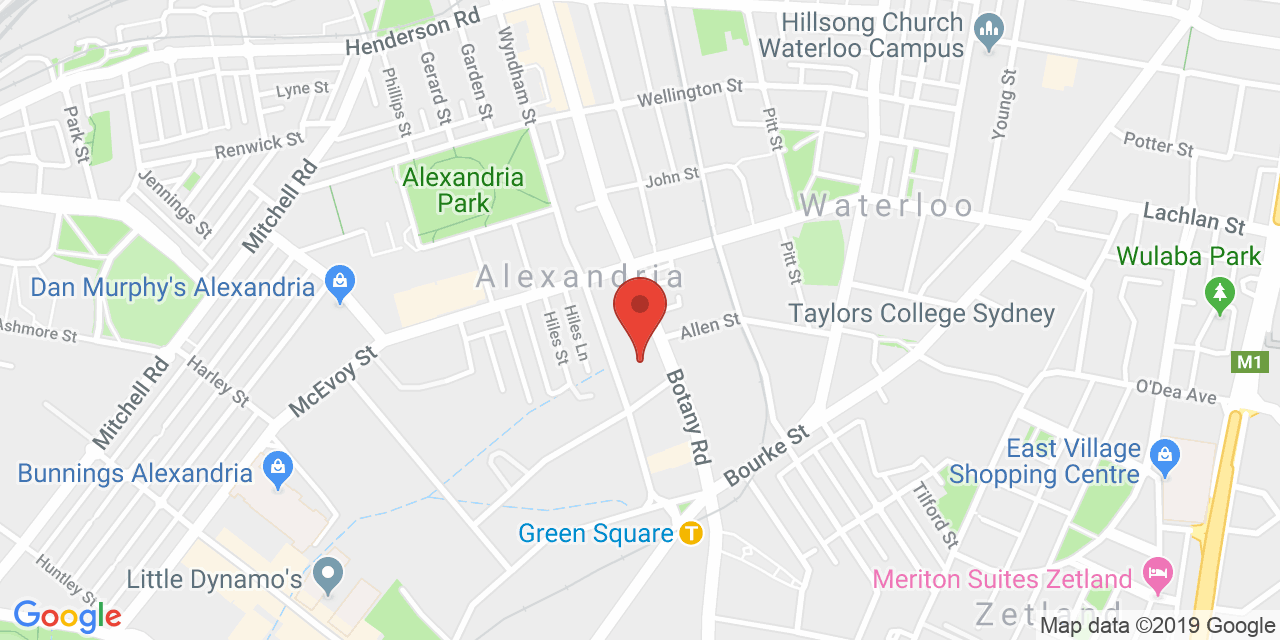 Hillsong Church
Waterloo Campus
Henderson Rd
Wyndham St
Garden St
Gerard St
Phillips St
Lyne St
Wellington St
Young St
Park St
Renwick St
Pitt St
Potter St
Jennings St
Mitchell Rd
Alexandria
Park
John St
Waterloo
Lachlan St
Pitt St
Wulaba Park
Alexandria
Dan Murphy's Alexandria
Taylors College Sydney
Ashmore St
Hiles St
Hiles Ln
Allen St
M1
Harley St
McEvoy St
Mitchell Rd
O'Dea Ave
Botany Rd
Bourke St
East Village
Shopping Centre
Bunnings Alexandria
Tilford St
Green Square
T
Huntley St
Little Dynamo's
Meriton Suites Zetland
Zetland
Google
Map data ©2019 Google